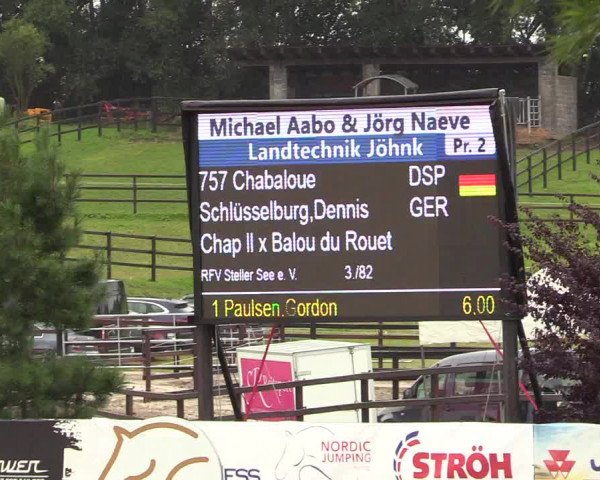 Michael Aabo & Jörg Naeve
Landtechnik Jöhnk Pr. 2
757 Chabaloue DSP
Schlüsselburg,Dennis GER
Chap II x Balou du Rouet
RFV Steller See e. V. 3./82
1 Paulsen,Gordon 6.00
NORDIC
JUMPING
STRÖH